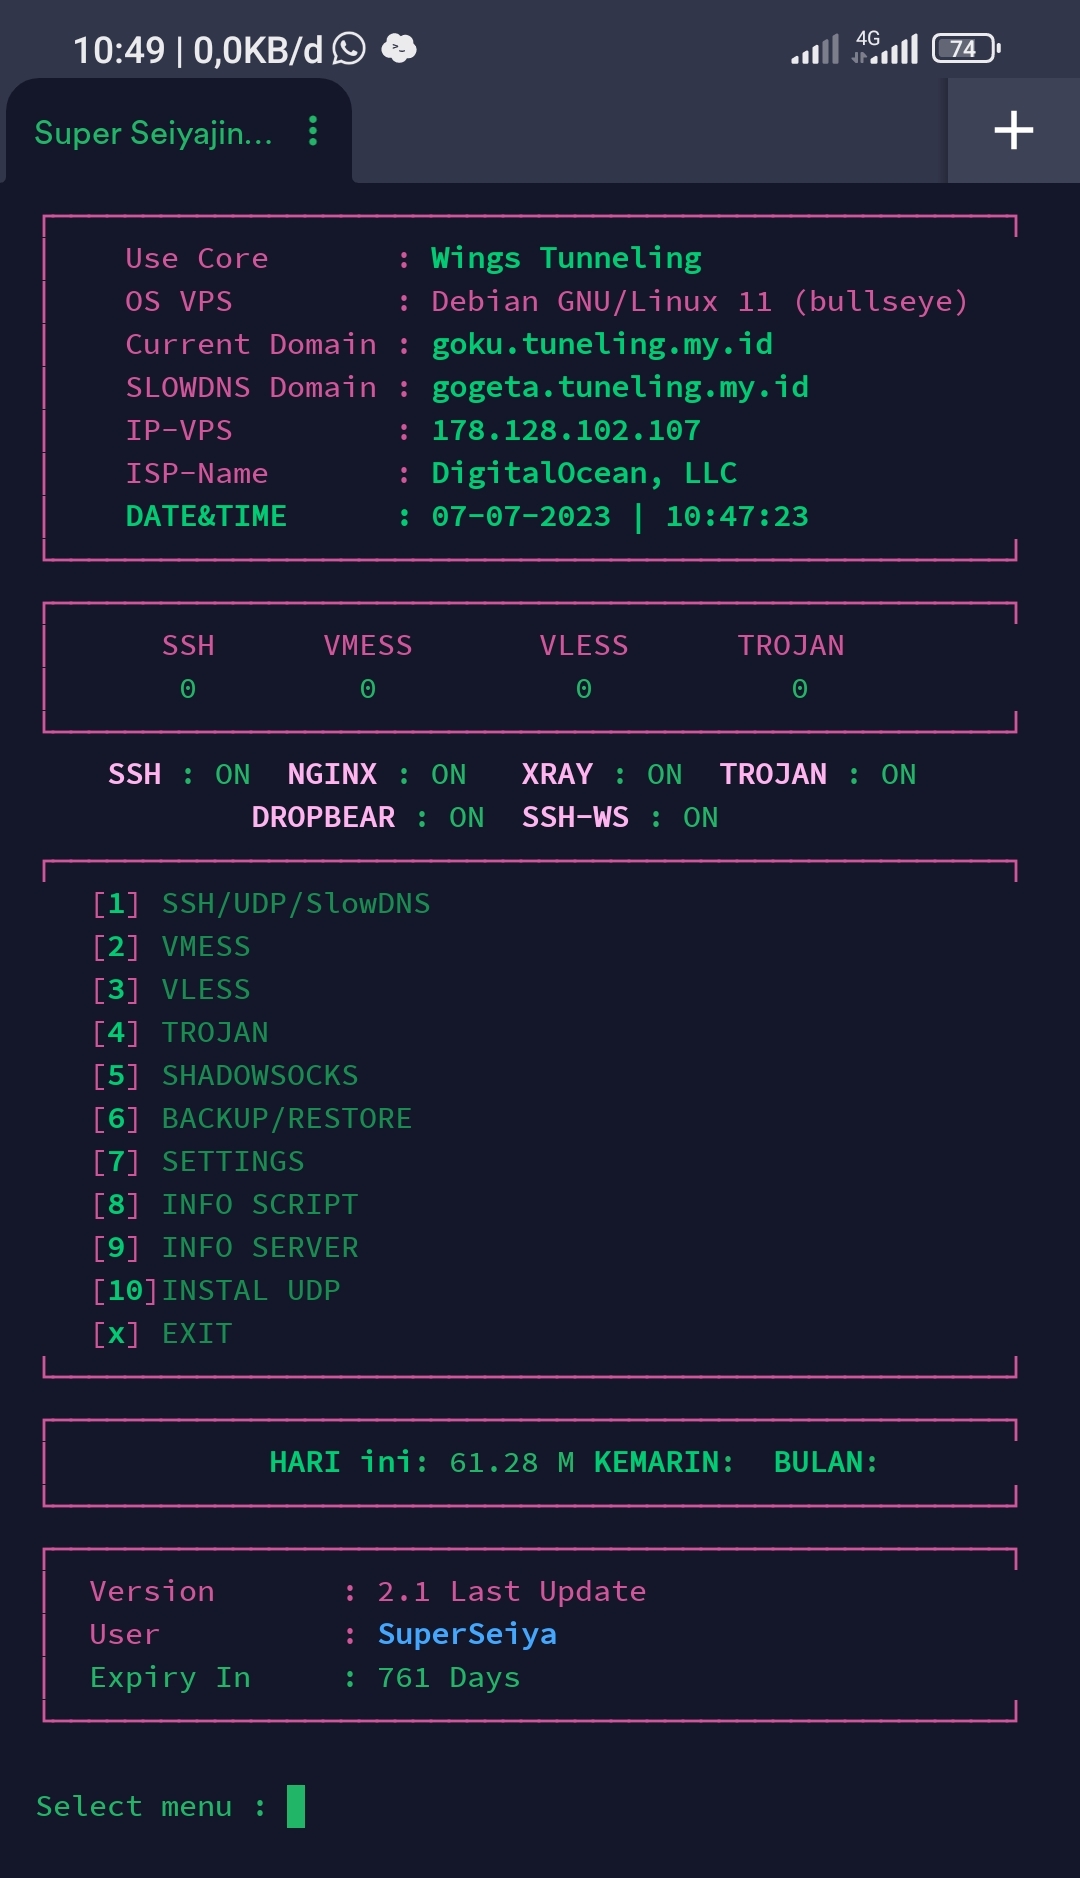 10:49 | 0,0KB/d 4G 74
Super Seiyajin...
Use Core : Wings Tunneling
OS VPS : Debian GNU/Linux 11 (bullseye)
Current Domain : goku.tuneling.my.id
SLOWDNS Domain : gogeta.tuneling.my.id
IP-VPS : 178.128.102.107
ISP-Name : DigitalOcean, LLC
DATE&TIME : 07-07-2023 | 10:47:23
SSH VMESS VLESS TROJAN
0 0 0 0
SSH : ON NGINX : ON XRAY : ON TROJAN : ON
DROPBEAR : ON SSH-WS : ON
[1] SSH/UDP/SlowDNS
[2] VMESS
[3] VLESS
[4] TROJAN
[5] SHADOWSOCKS
[6] BACKUP/RESTORE
[7] SETTINGS
[8] INFO SCRIPT
[9] INFO SERVER
[10]INSTAL UDP
[x] EXIT
HARI ini: 61.28 M KEMARIN: BULAN:
Version : 2.1 Last Update
User : SuperSeiya
Expiry In : 761 Days
Select menu :